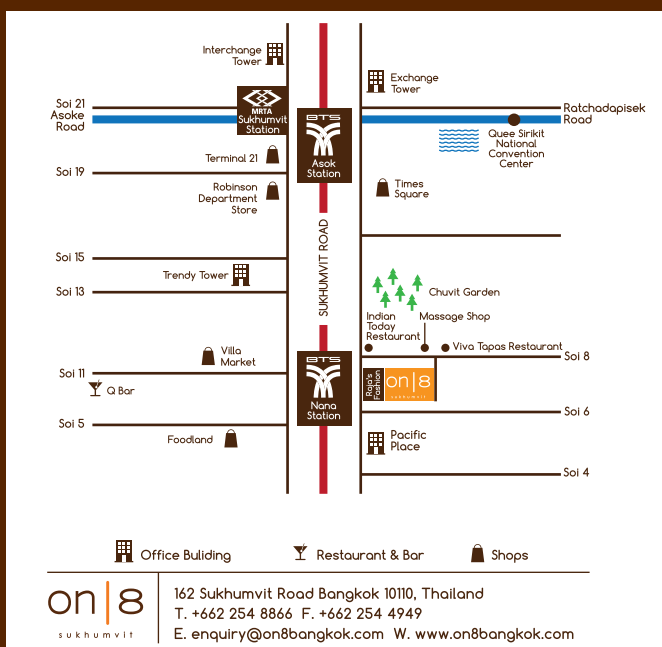 Interchange
Tower
Exchange
Tower
Soi 21
Asoke
Road
MRTA
Sukhumvit
Station
BTS
Asok
Station
Ratchadapisek
Road
Quee Sirikit
National
Convention
Center
Terminal 21
Soi 19
Robinson
Department
Store
Times
Square
SUKHUMVIT ROAD
Soi 15
Trendy Tower
Soi 13
Chuvit Garden
Indian
Today
Restaurant
Massage Shop
Viva Tapas Restaurant
Villa
Market
BTS
Nana
Station
Soi 8
Raja's
Fashion
on|8
sukhumvit
Soi 11
Q Bar
Soi 6
Soi 5
Foodland
Pacific
Place
Soi 4
Office Buliding
Restaurant & Bar
Shops
on|8
sukhumvit
162 Sukhumvit Road Bangkok 10110, Thailand
T. +662 254 8866 F. +662 254 4949
E. enquiry@on8bangkok.com W. www.on8bangkok.com